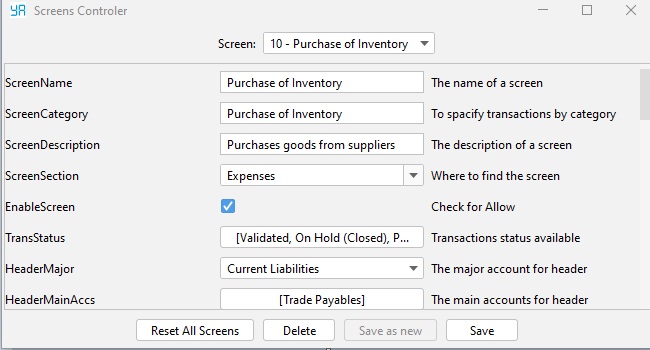 YA Screens Controler
Screen: 10 - Purchase of Inventory
ScreenName Purchase of Inventory The name of a screen
ScreenCategory Purchase of Inventory To spacify transactions by category
ScreenDescription Purchases goods from suppliers The description of a screen
ScreenSection Expenses Where to find the screen
EnableScreen Check for Allow
TransStatus [Validated, On Hold (Closed), P... Transactions status available
HeaderMajor Current Liabilities The major account for header
HeaderMainAccs [Trade Payables] The main accounts for header
Reset All Screens Delete Save as new Save